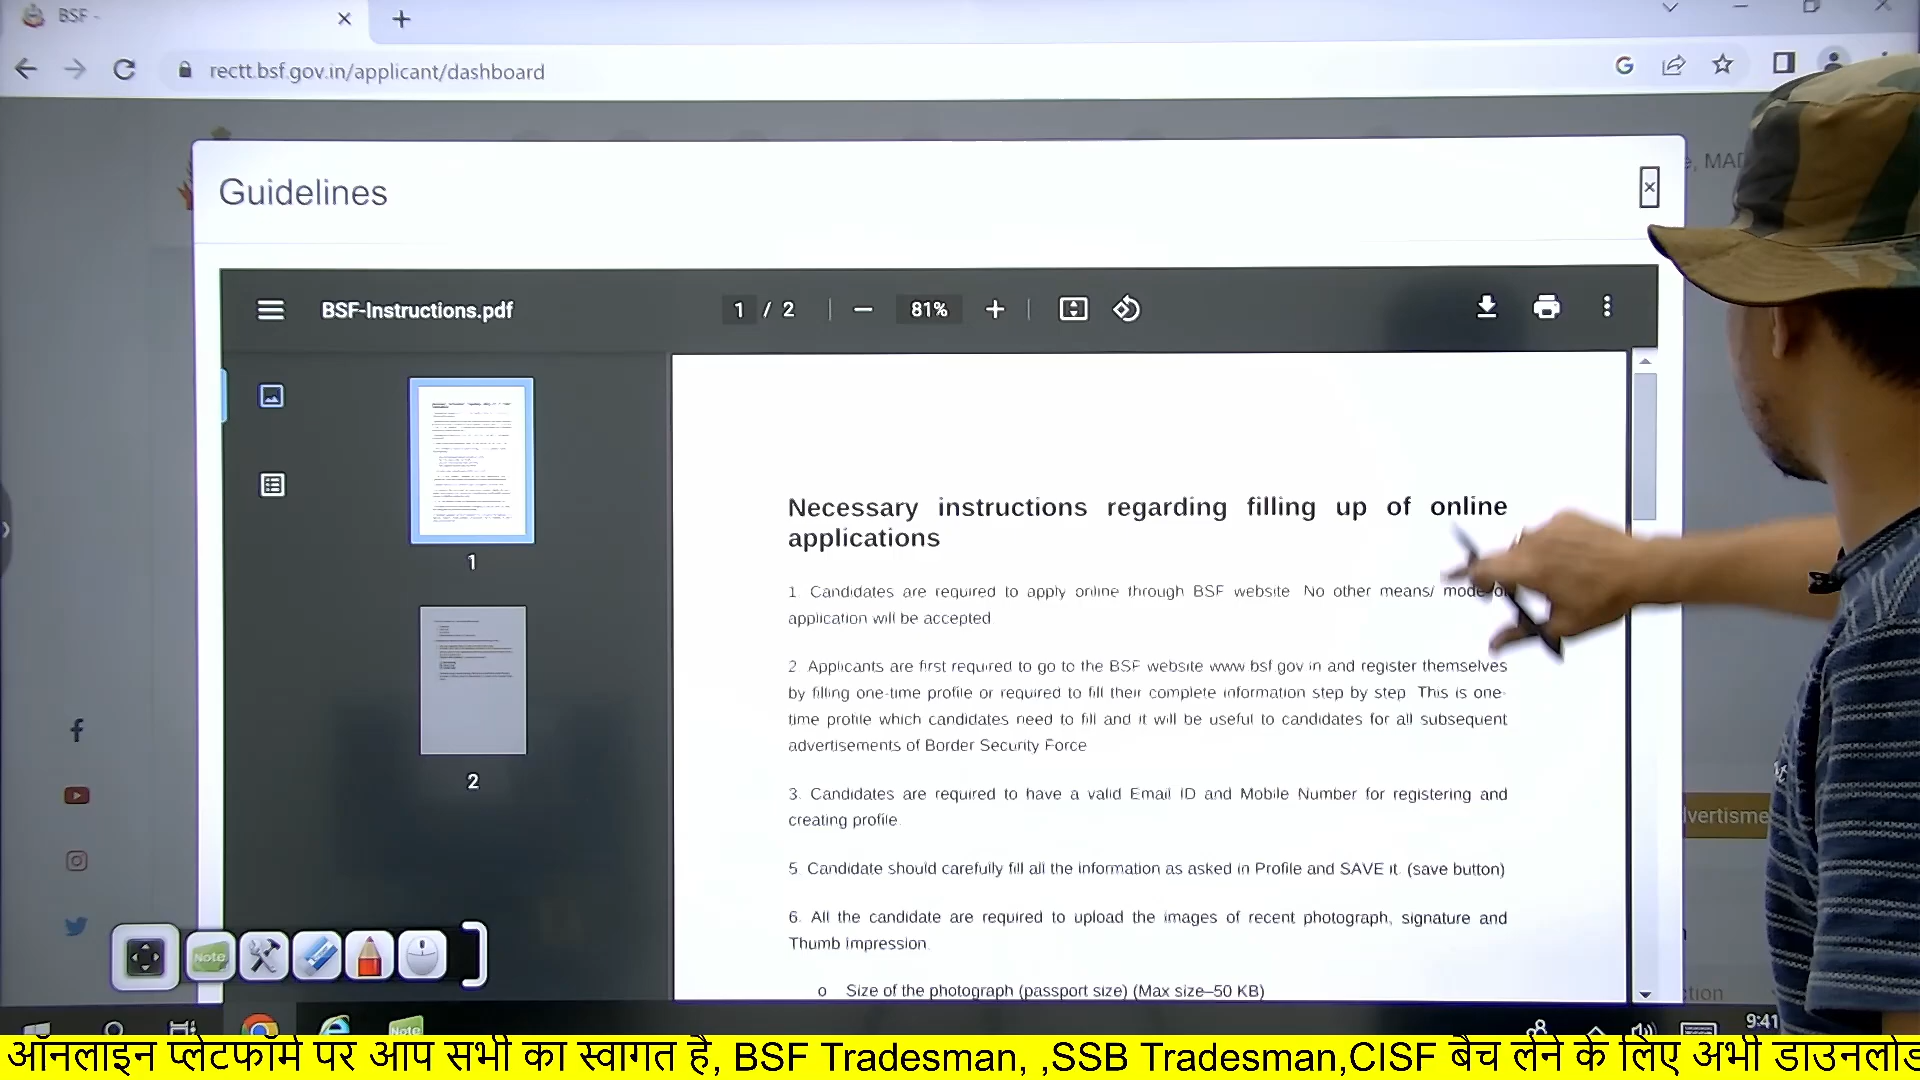 BSF -
rectt.bsf.gov.in/applicant/dashboard
Guidelines
BSF-Instructions.pdf
1 / 2
81%
1
2
Necessary instructions regarding filling up of online
applications
1 Candidates are required to apply online through BSF website No other means/ mode of
application will be accepted
2 Applicants are first required to go to the BSF website www bsf gov in and register themselves
by filling one-time profile or required to fill their complete information step by step This is one-
time profile which candidates need to fill and it will be useful to candidates for all subsequent
advertisements of Border Security Force
3. Candidates are required to have a valid Email ID and Mobile Number for registering and
creating profile
5 Candidate should carefully fill all the information as asked in Profile and SAVE it (save button)
6. All the candidate are required to upload the images of recent photograph, signature and
Thumb impression
o Size of the photograph (passport size) (Max size–50 KB)
Note
Note
9:41
ऑनलाइन प्लेटफॉर्म पर आप सभी का स्वागत है, BSF Tradesman, ,SSB Tradesman,CISF बैच लेने के लिए अभी डाउनलोड